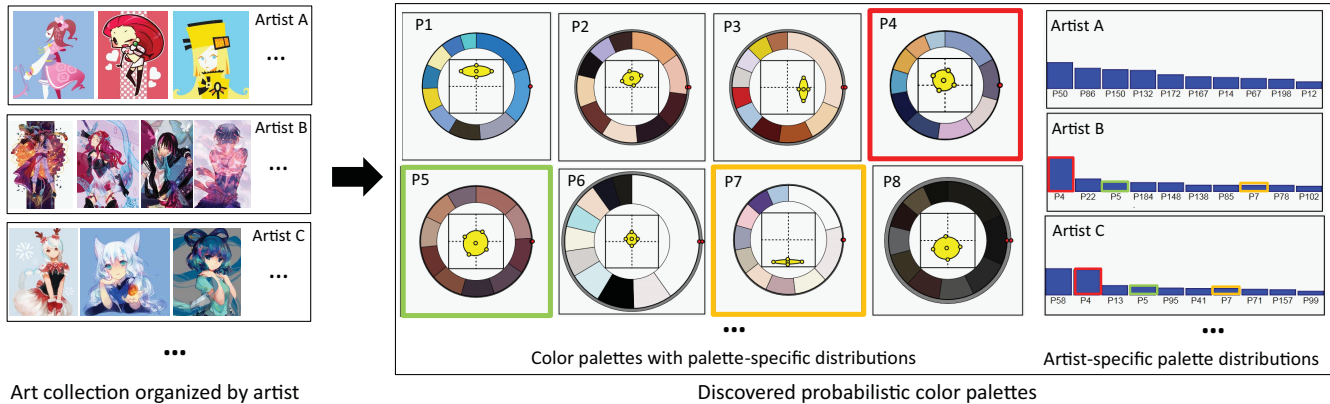 Artist A
...
Artist B
...
Artist C
...
...
Art collection organized by artist
P1
P2
P3
P4
P5
P6
P7
P8
...
Color palettes with palette-specific distributions
Artist A
P50 P86 P150 P132 P172 P167 P14 P67 P198 P12
Artist B
P4 P22 P5 P184 P148 P138 P85 P7 P78 P102
Artist C
P58 P4 P13 P5 P95 P41 P7 P71 P157 P99
...
Artist-specific palette distributions
Discovered probabilistic color palettes